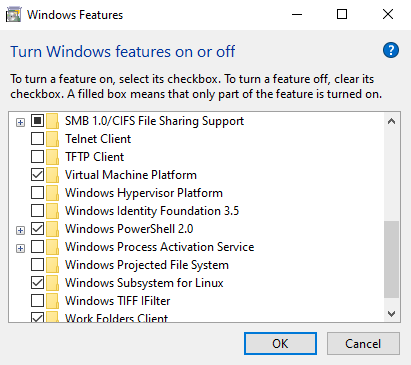 Windows Features
Turn Windows features on or off
To turn a feature on, select its checkbox. To turn a feature off, clear its
checkbox. A filled box means that only part of the feature is turned on.
SMB 1.0/CIFS File Sharing Support
Telnet Client
TFTP Client
Virtual Machine Platform
Windows Hypervisor Platform
Windows Identity Foundation 3.5
Windows PowerShell 2.0
Windows Process Activation Service
Windows Projected File System
Windows Subsystem for Linux
Windows TIFF IFilter
Work Folders Client
OK
Cancel